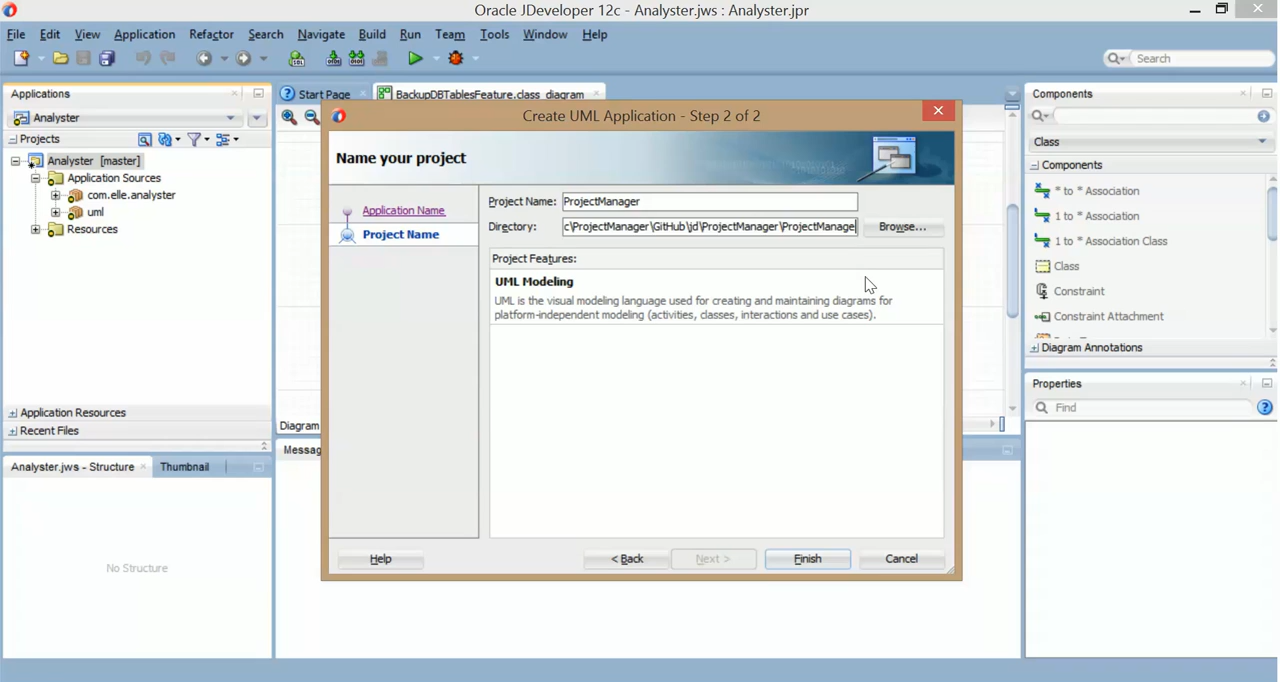 Oracle JDeveloper 12c - Analyster.jws : Analyster.jpr
File Edit View Application Refactor Search Navigate Build Run Team Tools Window Help
Search
Applications
Start Page
BackupDBTablesFeature.class_diagram
Components
Analyster
Projects
Analyster [master]
Application Sources
com.elle.analyster
uml
Resources
Application Resources
Recent Files
Analyster.jws - Structure
Thumbnail
No Structure
Create UML Application - Step 2 of 2
Name your project
Application Name
Project Name
Project Name: ProjectManager
Directory: c\ProjectManager\GitHub\jd\ProjectManager\ProjectManage
Browse...
Project Features:
UML Modeling
UML is the visual modeling language used for creating and maintaining diagrams for
platform-independent modeling (activities, classes, interactions and use cases).
Help
< Back
Next >
Finish
Cancel
Diagram
Messag
Class
Components
* to * Association
1 to * Association
1 to * Association Class
Class
Constraint
Constraint Attachment
Diagram Annotations
Properties
Find